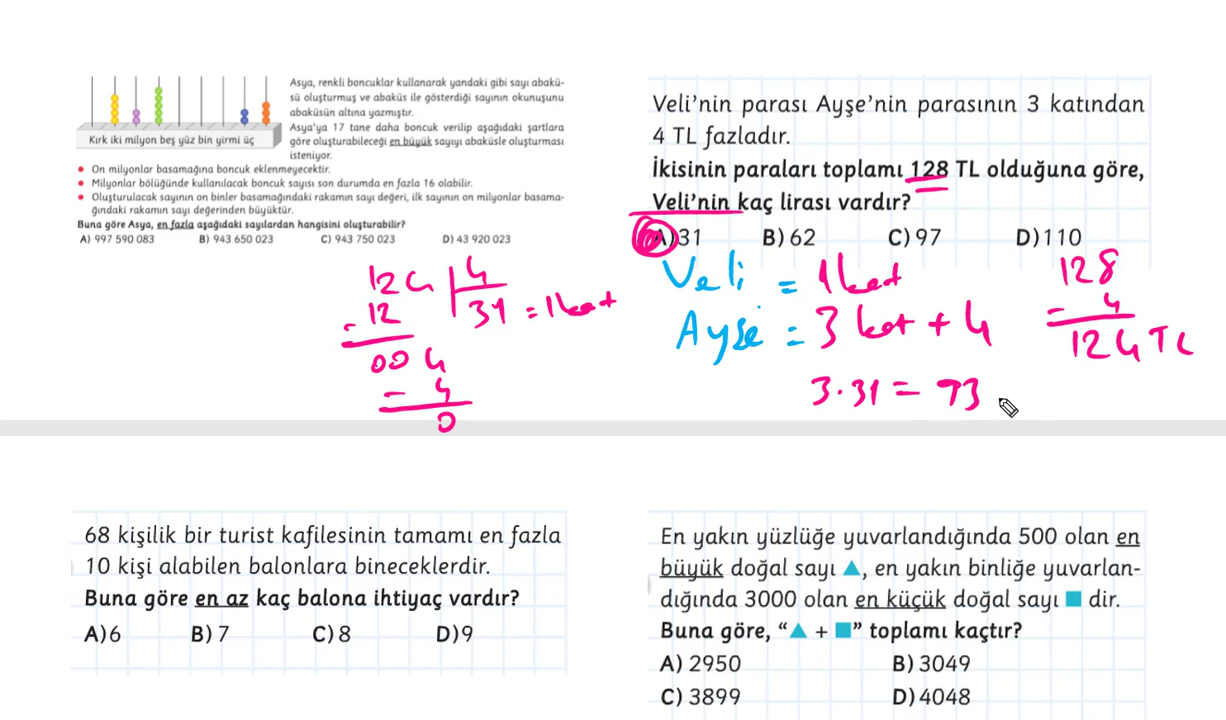 Kırk iki milyon beş yüz bin yirmi üç
Asya, renkli boncuklar kullanarak yandaki gibi sayı abakü-
sü oluşturmuş ve abaküs ile gösterdiği sayının okunuşunu
abaküsün altına yazmıştır.
Asya'ya 17 tane daha boncuk verilip aşağıdaki şartlara
göre oluşturabileceği en büyük sayıyı abaküsle oluşturması
isteniyor.
• On milyonlar basamağına boncuk eklenmeyecektir.
• Milyonlar bölüğünde kullanılacak boncuk sayısı son durumda en fazla 16 olabilir.
• Oluşturulacak sayının on binler basamağındaki rakamın sayı değeri, ilk sayının on milyonlar basama-
ğındaki rakamın sayı değerinden büyüktür.
Buna göre Asya, en fazla aşağıdaki sayılardan hangisini oluşturabilir?
A) 997 590 083 B) 943 650 023 C) 943 750 023 D) 43 920 023
124 4
- 12 31 = 1 kat
004
- 4
0
Veli'nin parası Ayşe'nin parasının 3 katından
4 TL fazladır.
İkisinin paraları toplamı 128 TL olduğuna göre,
Veli'nin kaç lirası vardır?
A) 31 B) 62 C) 97 D) 110
Veli = 1 kat
Ayşe = 3 kat + 4
3.31 = 93
128
- 4
124 TL
68 kişilik bir turist kafilesinin tamamı en fazla
10 kişi alabilen balonlara bineceklerdir.
Buna göre en az kaç balona ihtiyaç vardır?
A) 6 B) 7 C) 8 D) 9
En yakın yüzlüğe yuvarlandığında 500 olan en
büyük doğal sayı ▲, en yakın binliğe yuvarlan-
dığında 3000 olan en küçük doğal sayı ■ dir.
Buna göre, "▲ + ■" toplamı kaçtır?
A) 2950 B) 3049
C) 3899 D) 4048